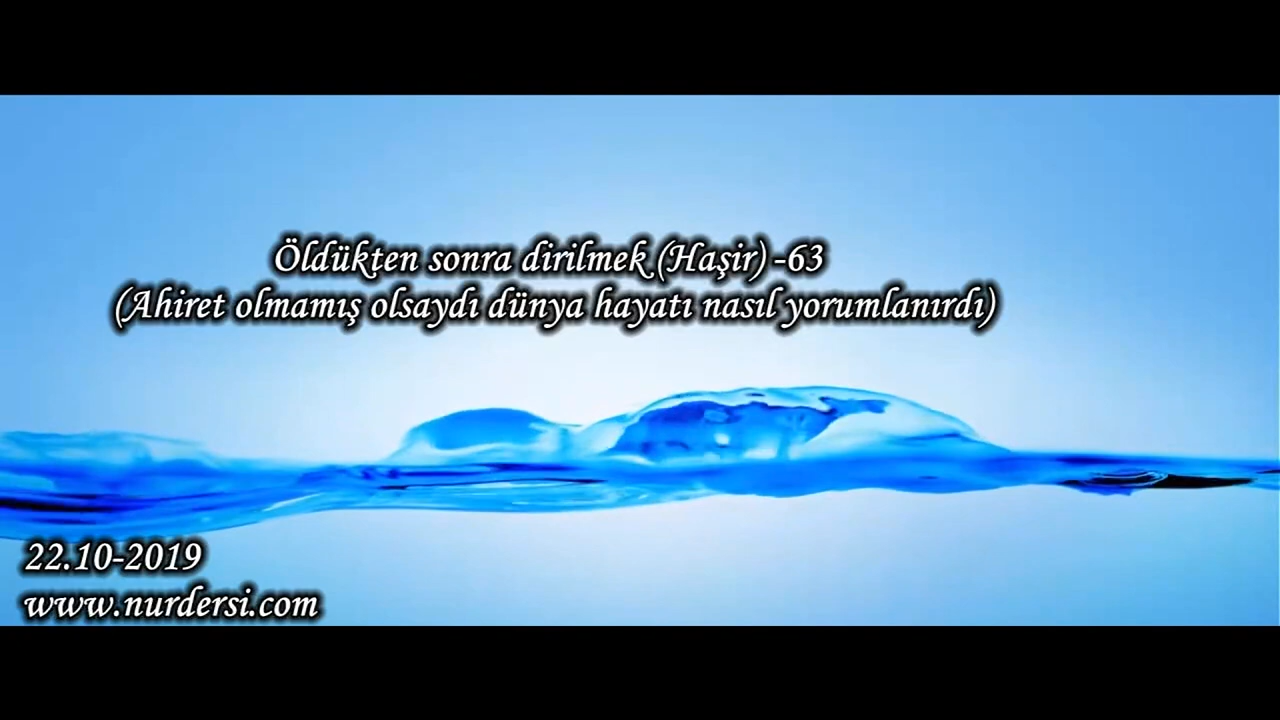 Öldükten sonra dirilmek (Haşir) -63
(Ahiret olmamış olsaydı dünya hayatı nasıl yorumlanırdı)
22.10-2019
www.nurdersi.com